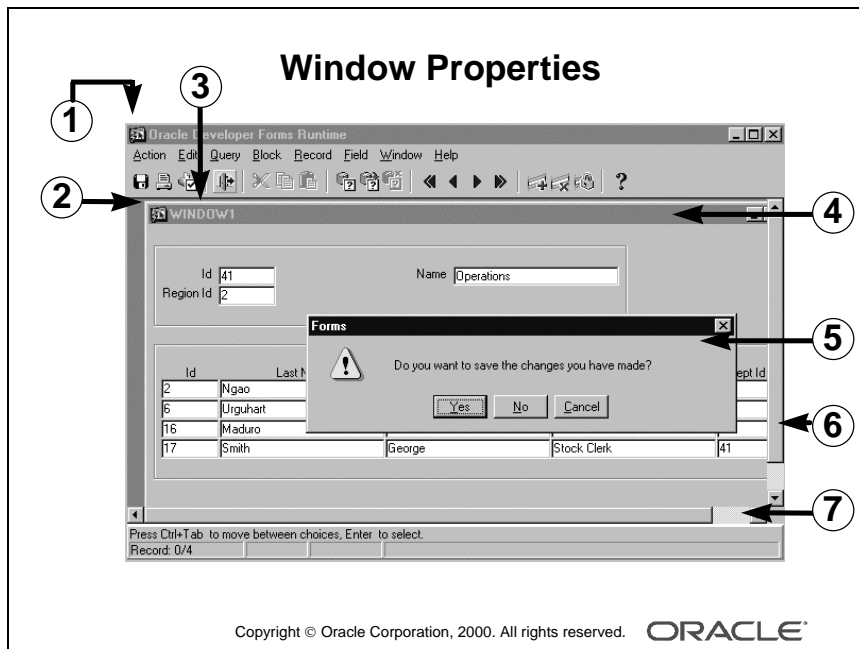 Window Properties
1
3
Oracle Developer Forms Runtime
Action Edit Query Block Record Field Window Help
2
4
WINDOW1
Id 41 Name Operations
Region Id 2
Forms
5
Do you want to save the changes you have made?
Id Last N ept Id
2 Ngao
Yes No Cancel
6 Urguhart
16 Maduro
6
17 Smith George Stock Clerk 41
7
Press Ctrl+Tab to move between choices, Enter to select.
Record: 0/4
Copyright © Oracle Corporation, 2000. All rights reserved. ORACLE®